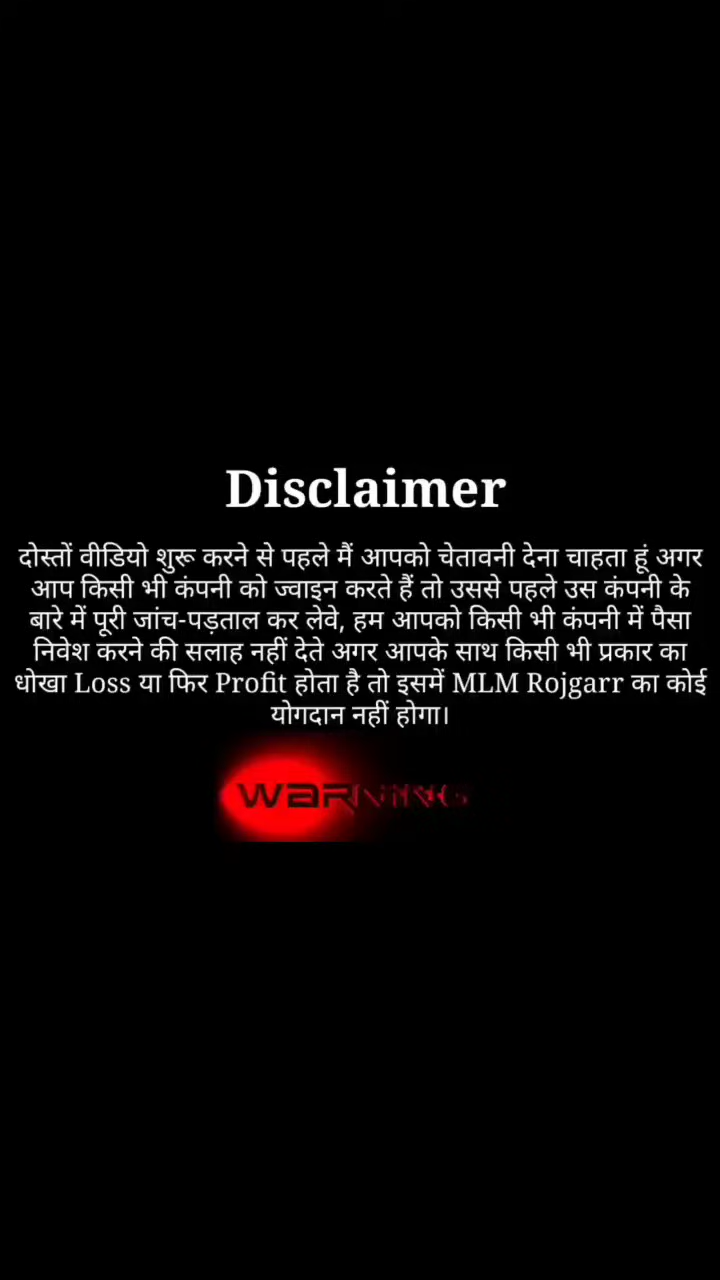 Disclaimer
दोस्तों वीडियो शुरू करने से पहले मैं आपको चेतावनी देना चाहता हूं अगर
आप किसी भी कंपनी को ज्वाइन करते हैं तो उससे पहले उस कंपनी के
बारे में पूरी जांच-पड़ताल कर लेवे, हम आपको किसी भी कंपनी में पैसा
निवेश करने की सलाह नहीं देते अगर आपके साथ किसी भी प्रकार का
धोखा Loss या फिर Profit होता है तो इसमें MLM Rojgarr का कोई
योगदान नहीं होगा।
WARNING